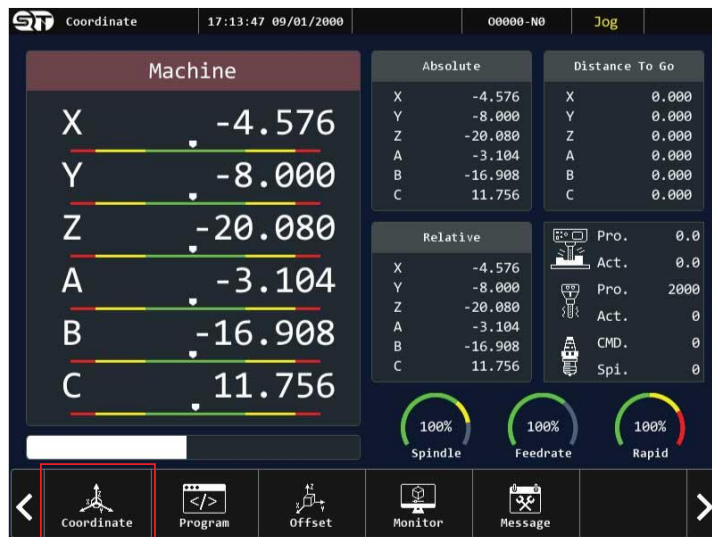 ST Coordinate 17:13:47 09/01/2000 O0000-N0 Jog
Machine
X -4.576
Y -8.000
Z -20.080
A -3.104
B -16.908
C 11.756
Absolute
X -4.576
Y -8.000
Z -20.080
A -3.104
B -16.908
C 11.756
Distance To Go
X 0.000
Y 0.000
Z 0.000
A 0.000
B 0.000
C 0.000
Relative
X -4.576
Y -8.000
Z -20.080
A -3.104
B -16.908
C 11.756
Pro. 0.0
Act. 0.0
Pro. 2000
Act. 0
CMD. 0
Spi. 0
100% 100% 100%
Spindle Feedrate Rapid
Coordinate Program Offset Monitor Message